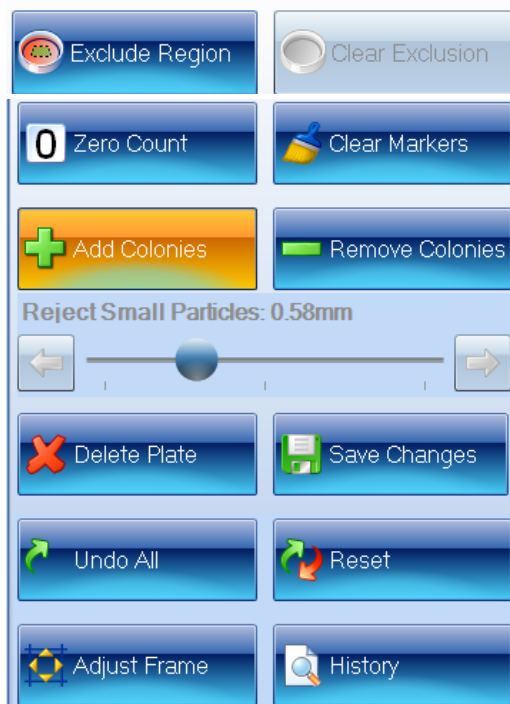 Exclude Region
Clear Exclusion
0 Zero Count
Clear Markers
Add Colonies
Remove Colonies
Reject Small Particles: 0.58mm
Delete Plate
Save Changes
Undo All
Reset
Adjust Frame
History